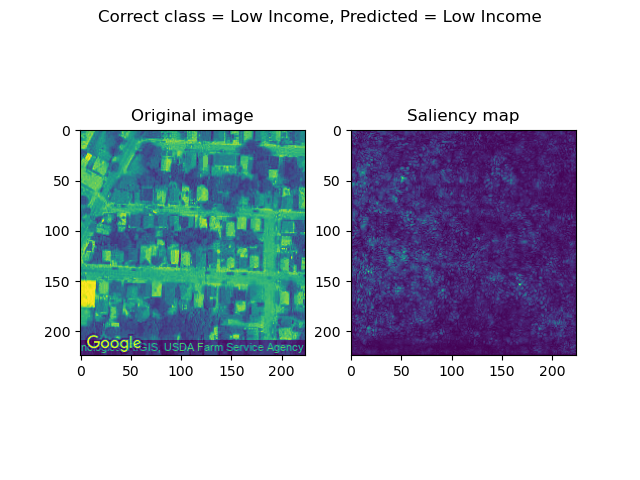 Correct class = Low Income, Predicted = Low Income
Original image
Saliency map
0
50
100
150
200
0
50
100
150
200
Google
GIS, USDA Farm Service Agency
0 50 100 150 200
0 50 100 150 200